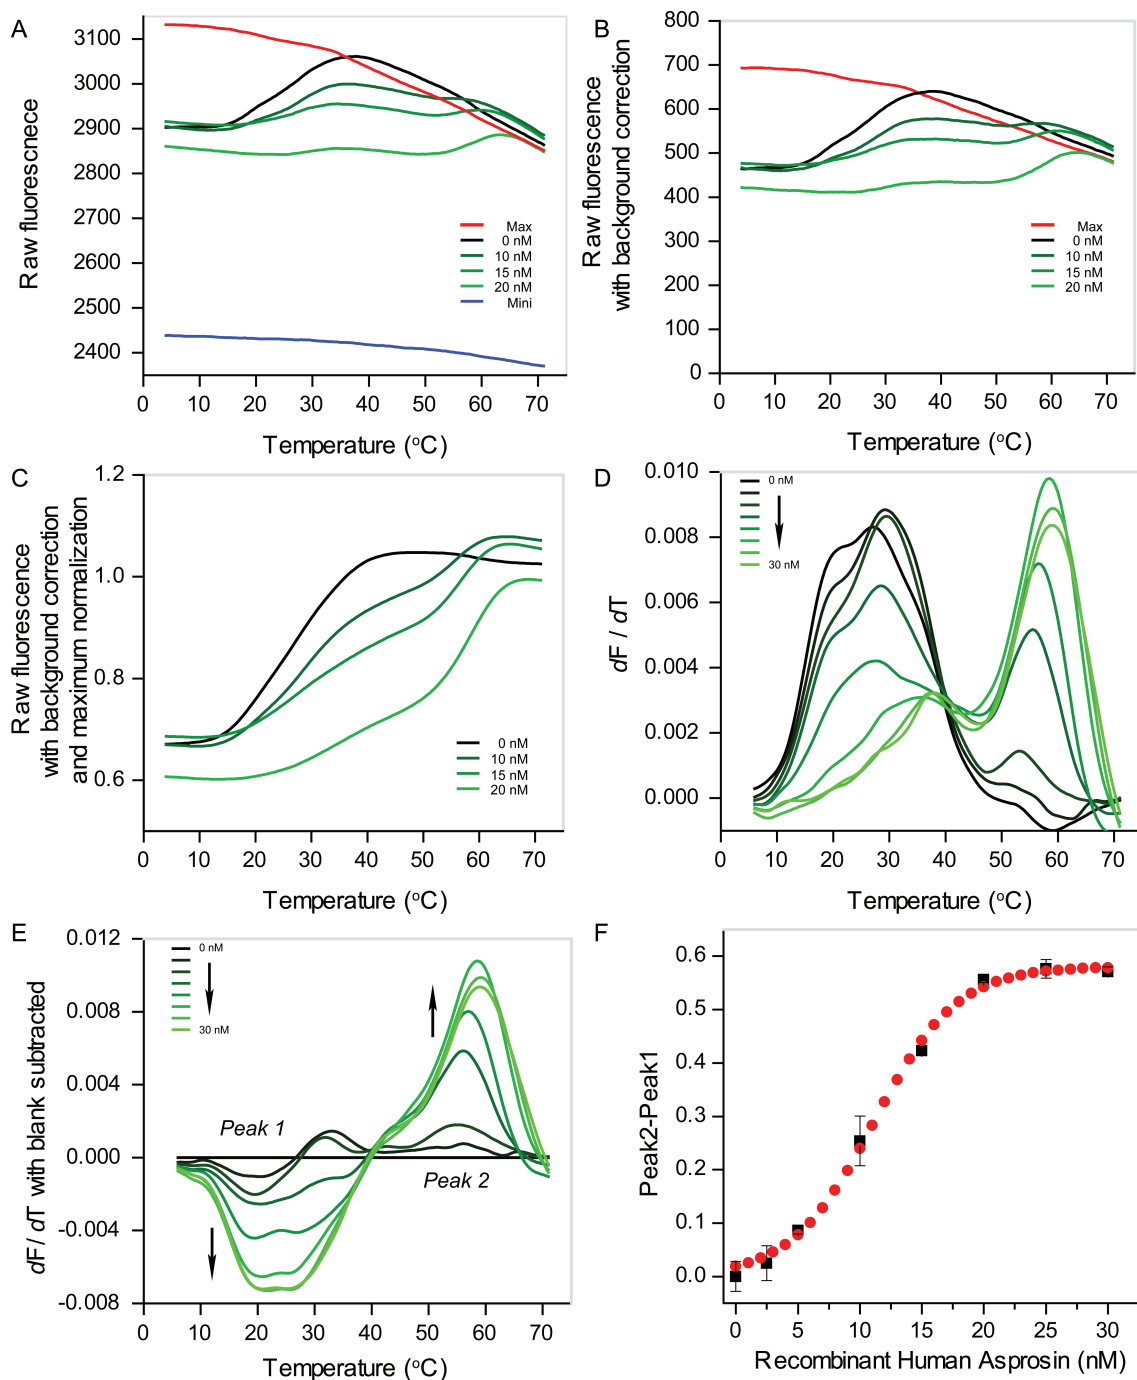 A
Raw fluorescnece
3100
3000
2900
2800
2700
2600
2500
2400
Max
0 nM
10 nM
15 nM
20 nM
Mini
0 10 20 30 40 50 60 70
Temperature (°C)
B
Raw fluorescence
with background correction
800
700
600
500
400
300
200
100
0
Max
0 nM
10 nM
15 nM
20 nM
0 10 20 30 40 50 60 70
Temperature (°C)
C
Raw fluorescence
with background correction
and maximum normalization
1.2
1.0
0.8
0.6
0 nM
10 nM
15 nM
20 nM
0 10 20 30 40 50 60 70
Temperature (°C)
D
dF / dT
0.010
0.008
0.006
0.004
0.002
0.000
0 nM
30 nM
0 10 20 30 40 50 60 70
Temperature (°C)
E
dF / dT with blank subtracted
0.012
0.008
0.004
0.000
-0.004
-0.008
0 nM
30 nM
Peak 1
Peak 2
0 10 20 30 40 50 60 70
Temperature (°C)
F
Peak2-Peak1
0.6
0.5
0.4
0.3
0.2
0.1
0.0
0 5 10 15 20 25 30
Recombinant Human Asprosin (nM)